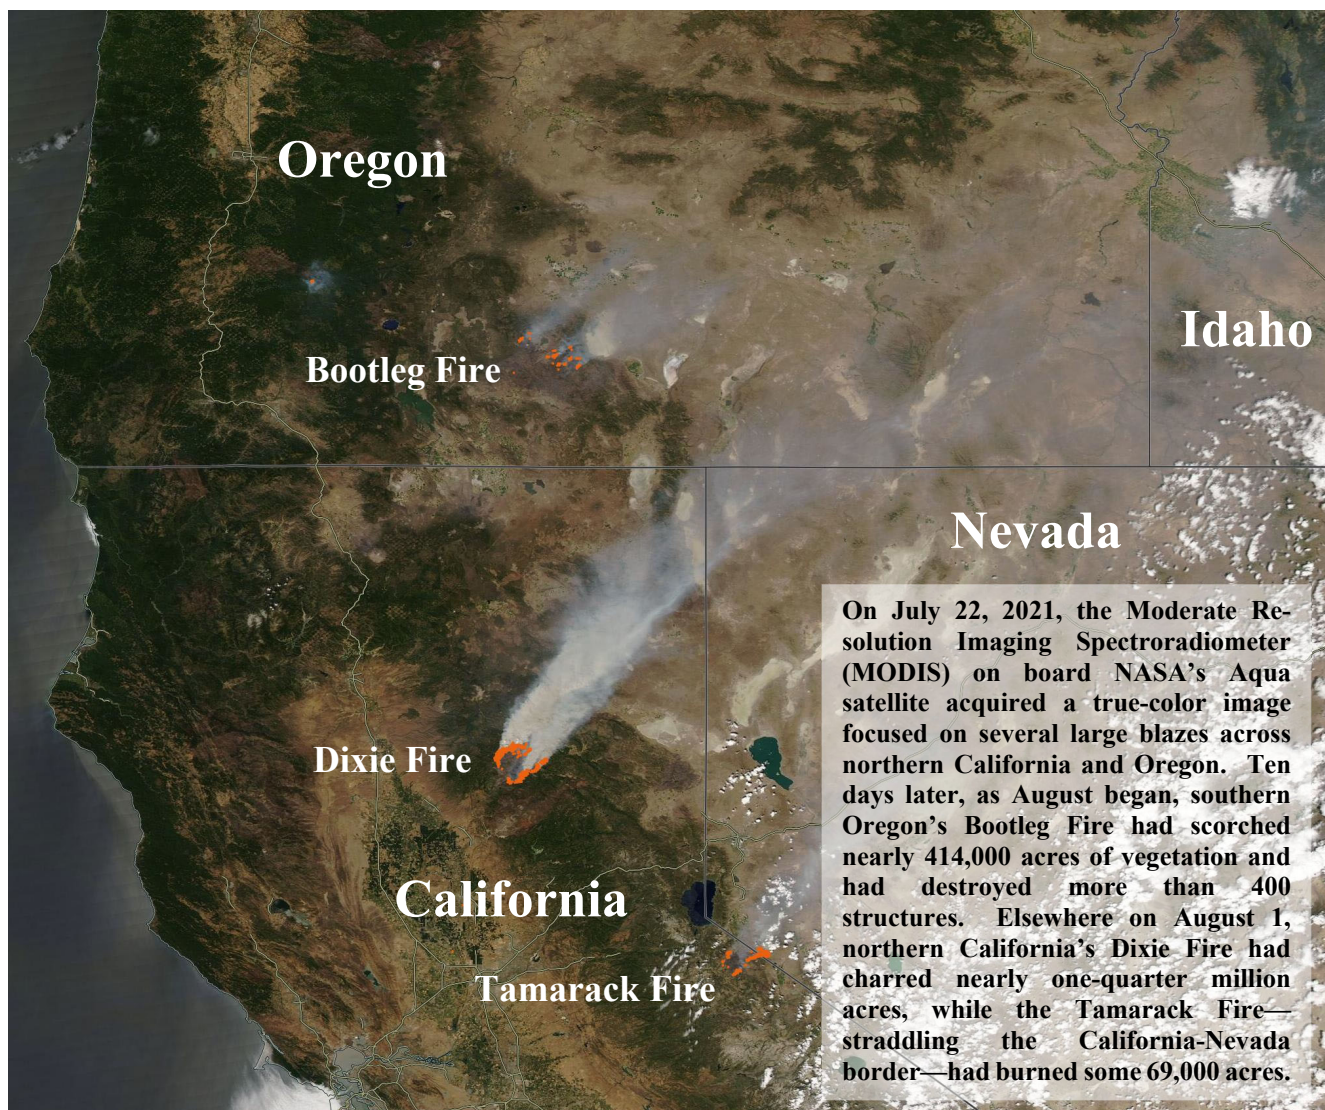 Oregon
Idaho
Bootleg Fire
Nevada
On July 22, 2021, the Moderate Re-
solution Imaging Spectroradiometer
(MODIS) on board NASA's Aqua
satellite acquired a true-color image
focused on several large blazes across
northern California and Oregon. Ten
days later, as August began, southern
Oregon's Bootleg Fire had scorched
nearly 414,000 acres of vegetation and
had destroyed more than 400
structures. Elsewhere on August 1,
northern California's Dixie Fire had
charred nearly one-quarter million
acres, while the Tamarack Fire—
straddling the California-Nevada
border—had burned some 69,000 acres.
Dixie Fire
California
Tamarack Fire